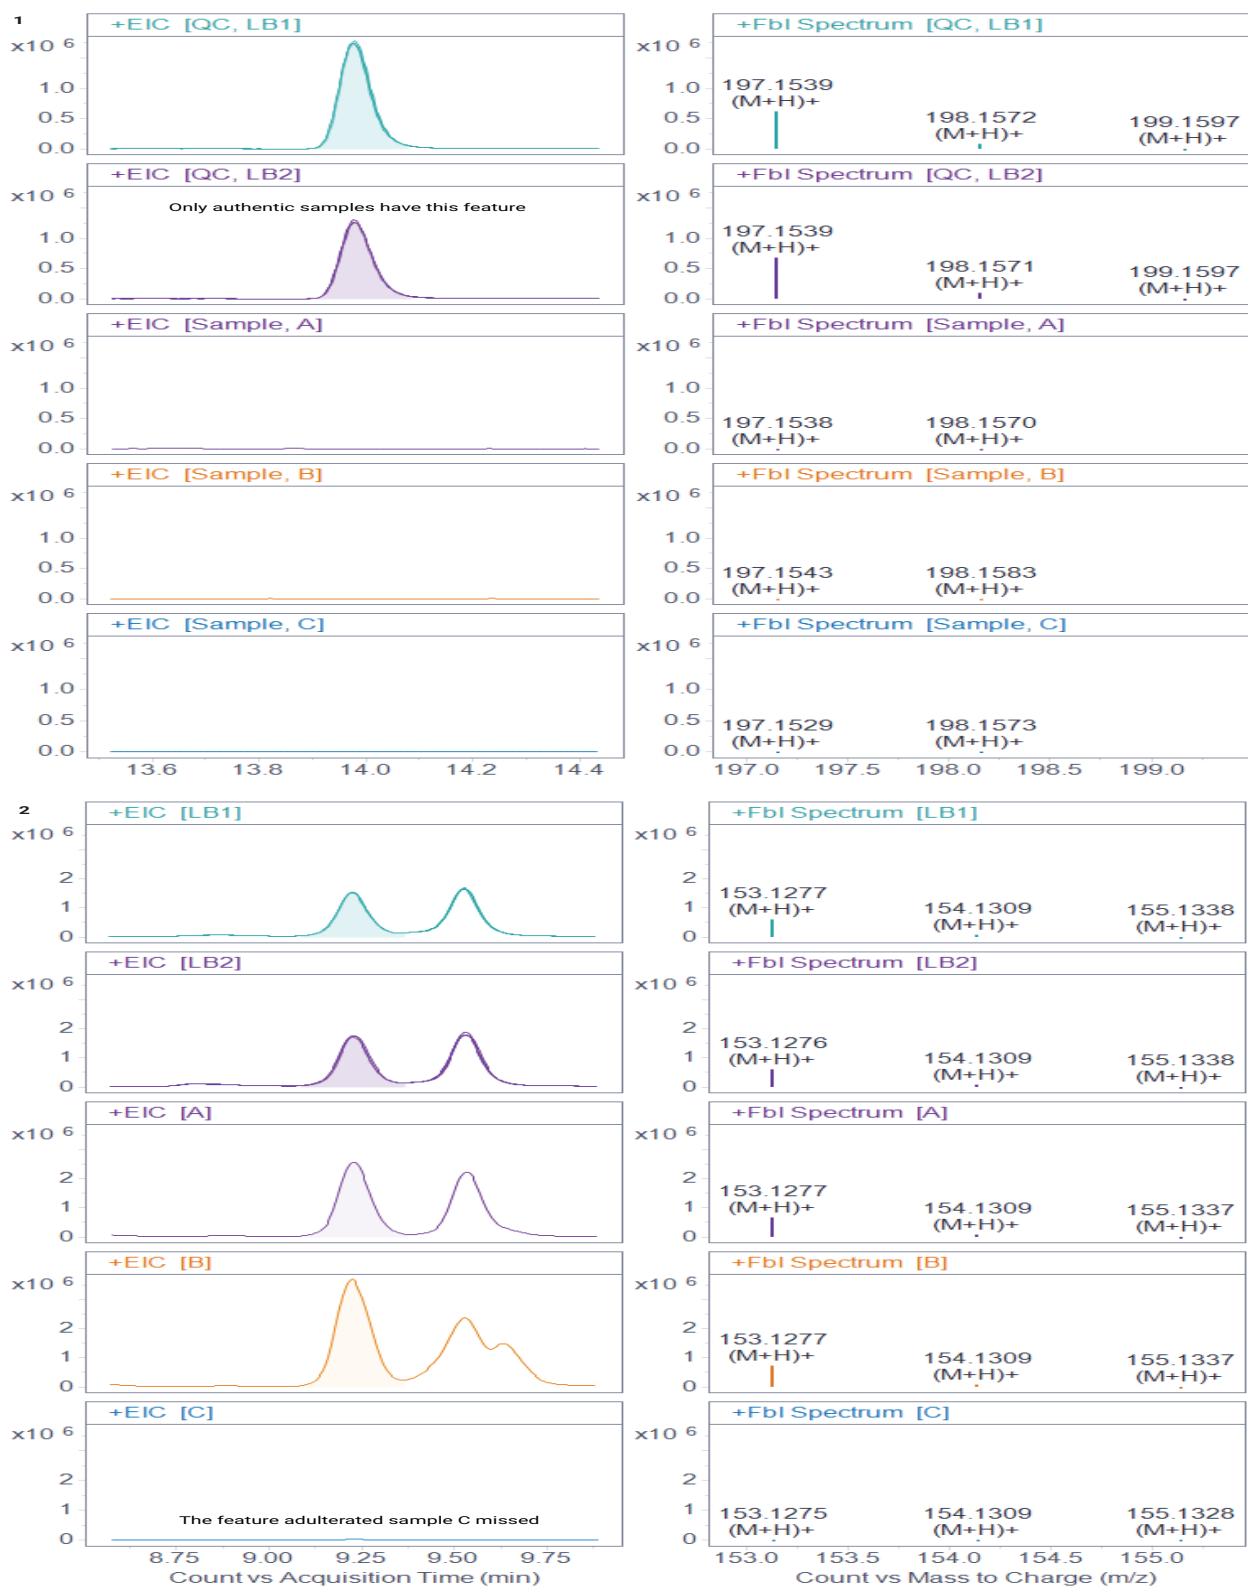 1
+EIC [QC, LB1]
+FbI Spectrum [QC, LB1]
x10 6
1.0
0.5
0.0
x10 6
1.0
0.5
0.0
197.1539
(M+H)+
198.1572
(M+H)+
199.1597
(M+H)+
+EIC [QC, LB2]
+FbI Spectrum [QC, LB2]
x10 6
1.0
0.5
0.0
Only authentic samples have this feature
x10 6
1.0
0.5
0.0
197.1539
(M+H)+
198.1571
(M+H)+
199.1597
(M+H)+
+EIC [Sample, A]
+FbI Spectrum [Sample, A]
x10 6
1.0
0.5
0.0
x10 6
1.0
0.5
0.0
197.1538
(M+H)+
198.1570
(M+H)+
+EIC [Sample, B]
+FbI Spectrum [Sample, B]
x10 6
1.0
0.5
0.0
x10 6
1.0
0.5
0.0
197.1543
(M+H)+
198.1583
(M+H)+
+EIC [Sample, C]
+FbI Spectrum [Sample, C]
x10 6
1.0
0.5
0.0
x10 6
1.0
0.5
0.0
197.1529
(M+H)+
198.1573
(M+H)+
13.6 13.8 14.0 14.2 14.4
197.0 197.5 198.0 198.5 199.0
2
+EIC [LB1]
+FbI Spectrum [LB1]
x10 6
2
1
0
x10 6
2
1
0
153.1277
(M+H)+
154.1309
(M+H)+
155.1338
(M+H)+
+EIC [LB2]
+FbI Spectrum [LB2]
x10 6
2
1
0
x10 6
2
1
0
153.1276
(M+H)+
154.1309
(M+H)+
155.1338
(M+H)+
+EIC [A]
+FbI Spectrum [A]
x10 6
2
1
0
x10 6
2
1
0
153.1277
(M+H)+
154.1309
(M+H)+
155.1337
(M+H)+
+EIC [B]
+FbI Spectrum [B]
x10 6
2
1
0
x10 6
2
1
0
153.1277
(M+H)+
154.1309
(M+H)+
155.1337
(M+H)+
+EIC [C]
+FbI Spectrum [C]
x10 6
2
1
0
The feature adulterated sample C missed
x10 6
2
1
0
153.1275
(M+H)+
154.1309
(M+H)+
155.1328
(M+H)+
8.75 9.00 9.25 9.50 9.75
Count vs Acquisition Time (min)
153.0 153.5 154.0 154.5 155.0
Count vs Mass to Charge (m/z)